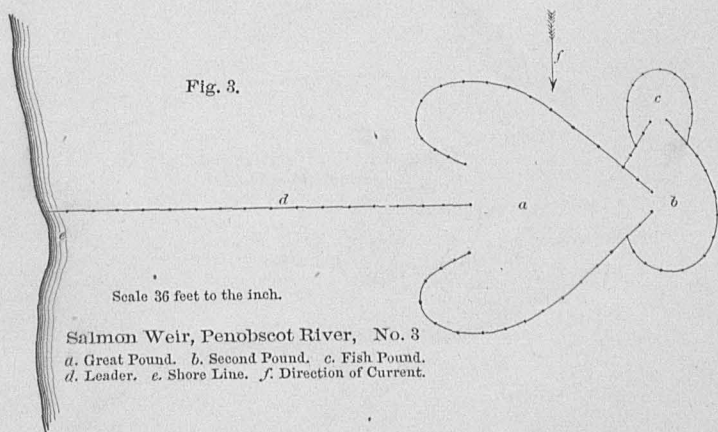 f
Fig. 3.
c
d
a
b
e
Scale 36 feet to the inch.
Salmon Weir, Penobscot River, No. 3
a. Great Pound. b. Second Pound. c. Fish Pound.
d. Leader. e. Shore Line. f. Direction of Current.